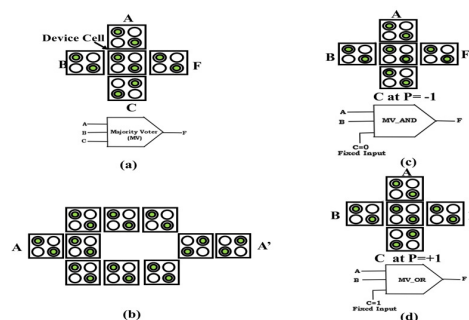 A
Device Cell
B
F
C
A
B
C
Majority Voter
(MV)
F
(a)
A
A'
(b)
B
F
C at P= -1
A
B
MV_AND
F
C=0
Fixed Input
(c)
A
B
C at P=+1
A
B
MV_OR
F
C=1
Fixed Input
(d)